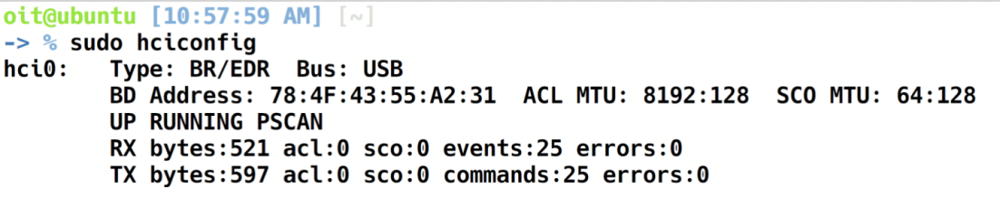 oit@ubuntu [10:57:59 AM] [~]
-> % sudo hciconfig
hci0:   Type: BR/EDR  Bus: USB
        BD Address: 78:4F:43:55:A2:31  ACL MTU: 8192:128  SCO MTU: 64:128
        UP RUNNING PSCAN
        RX bytes:521 acl:0 sco:0 events:25 errors:0
        TX bytes:597 acl:0 sco:0 commands:25 errors:0